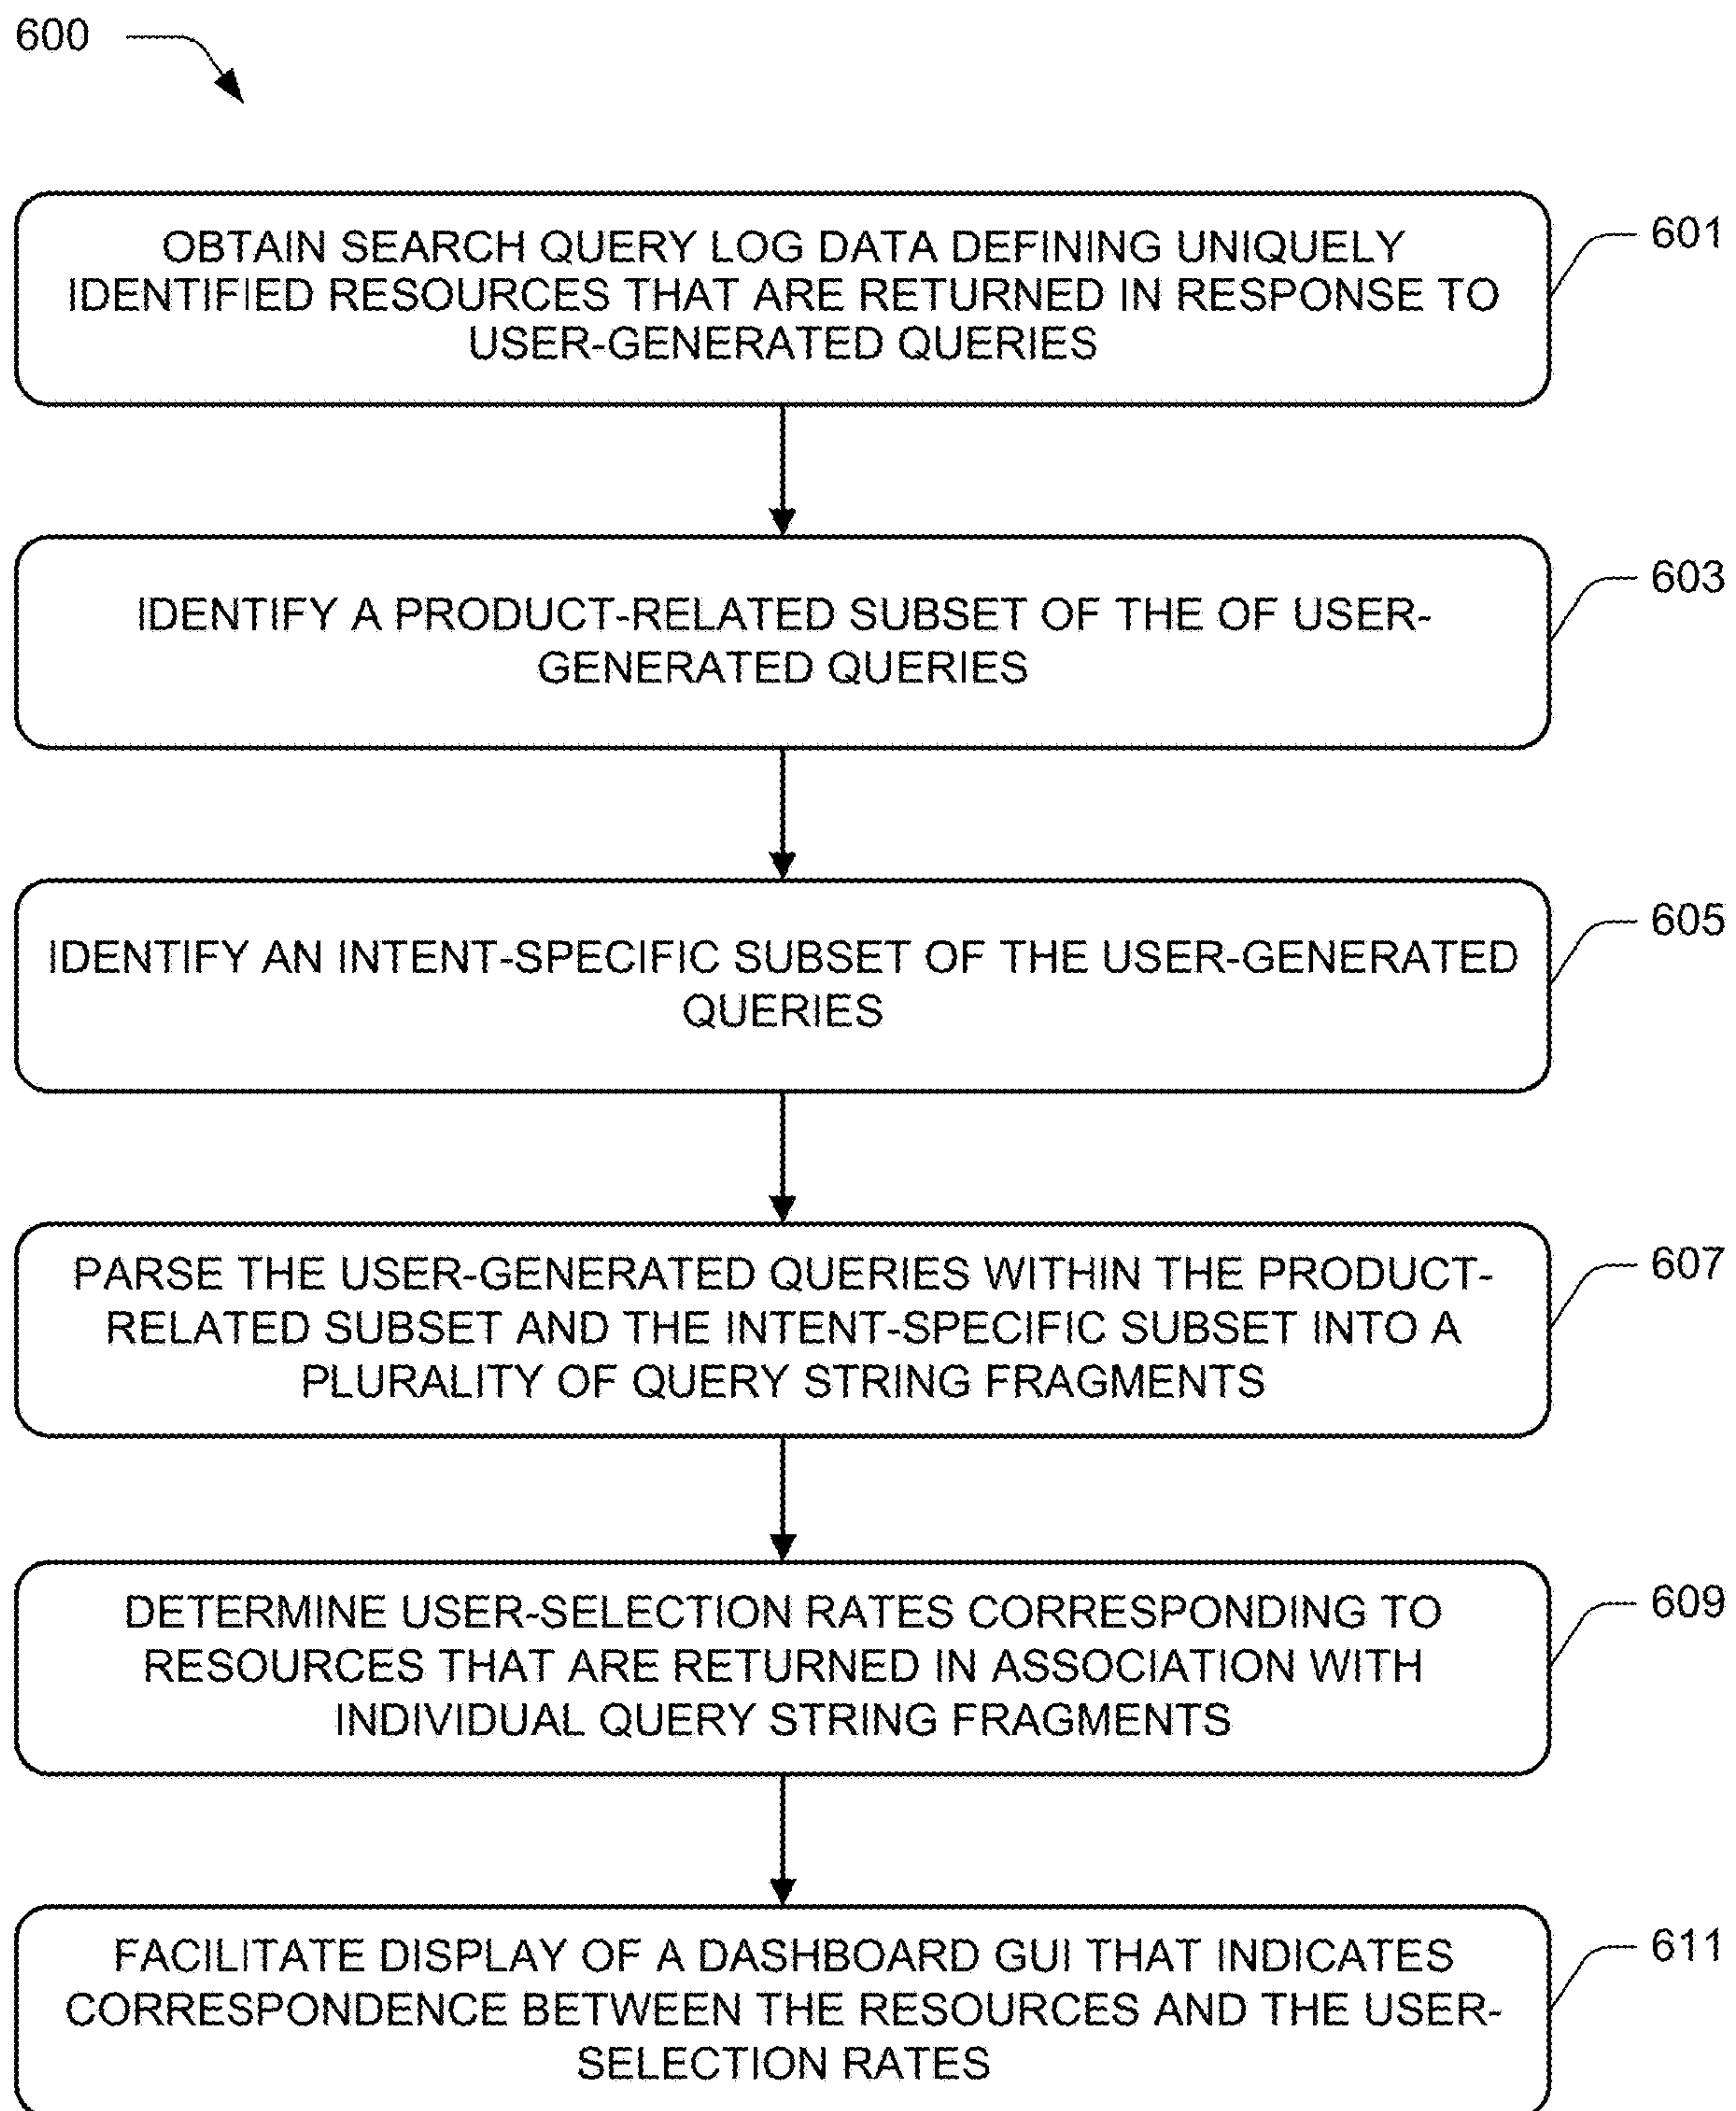 600
OBTAIN SEARCH QUERY LOG DATA DEFINING UNIQUELY
IDENTIFIED RESOURCES THAT ARE RETURNED IN RESPONSE TO
USER-GENERATED QUERIES
601
IDENTIFY A PRODUCT-RELATED SUBSET OF THE OF USER-
GENERATED QUERIES
603
IDENTIFY AN INTENT-SPECIFIC SUBSET OF THE USER-GENERATED
QUERIES
605
PARSE THE USER-GENERATED QUERIES WITHIN THE PRODUCT-
RELATED SUBSET AND THE INTENT-SPECIFIC SUBSET INTO A
PLURALITY OF QUERY STRING FRAGMENTS
607
DETERMINE USER-SELECTION RATES CORRESPONDING TO
RESOURCES THAT ARE RETURNED IN ASSOCIATION WITH
INDIVIDUAL QUERY STRING FRAGMENTS
609
FACILITATE DISPLAY OF A DASHBOARD GUI THAT INDICATES
CORRESPONDENCE BETWEEN THE RESOURCES AND THE USER-
SELECTION RATES
611